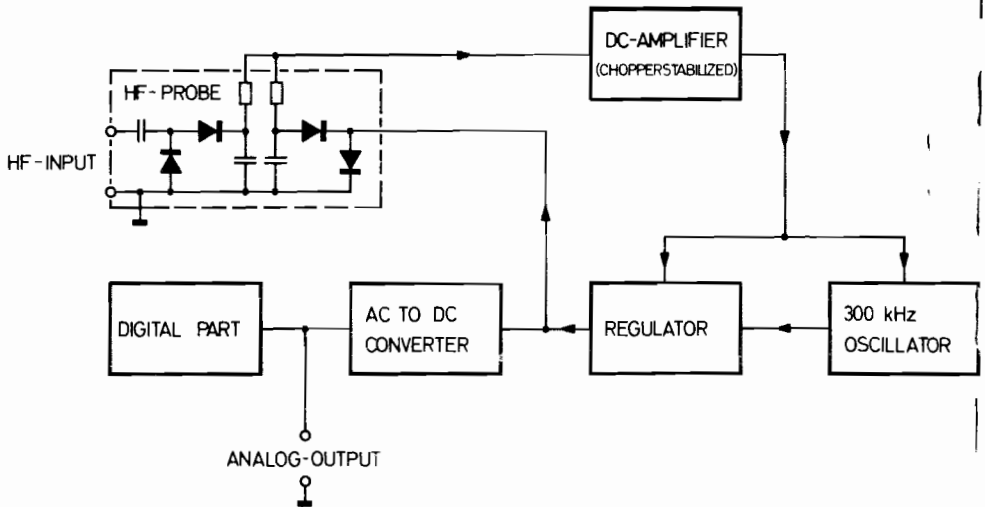 DC-AMPLIFIER
(CHOPPERSTABILIZED)
HF-PROBE
HF-INPUT
DIGITAL PART
AC TO DC
CONVERTER
REGULATOR
300 kHz
OSCILLATOR
ANALOG-OUTPUT